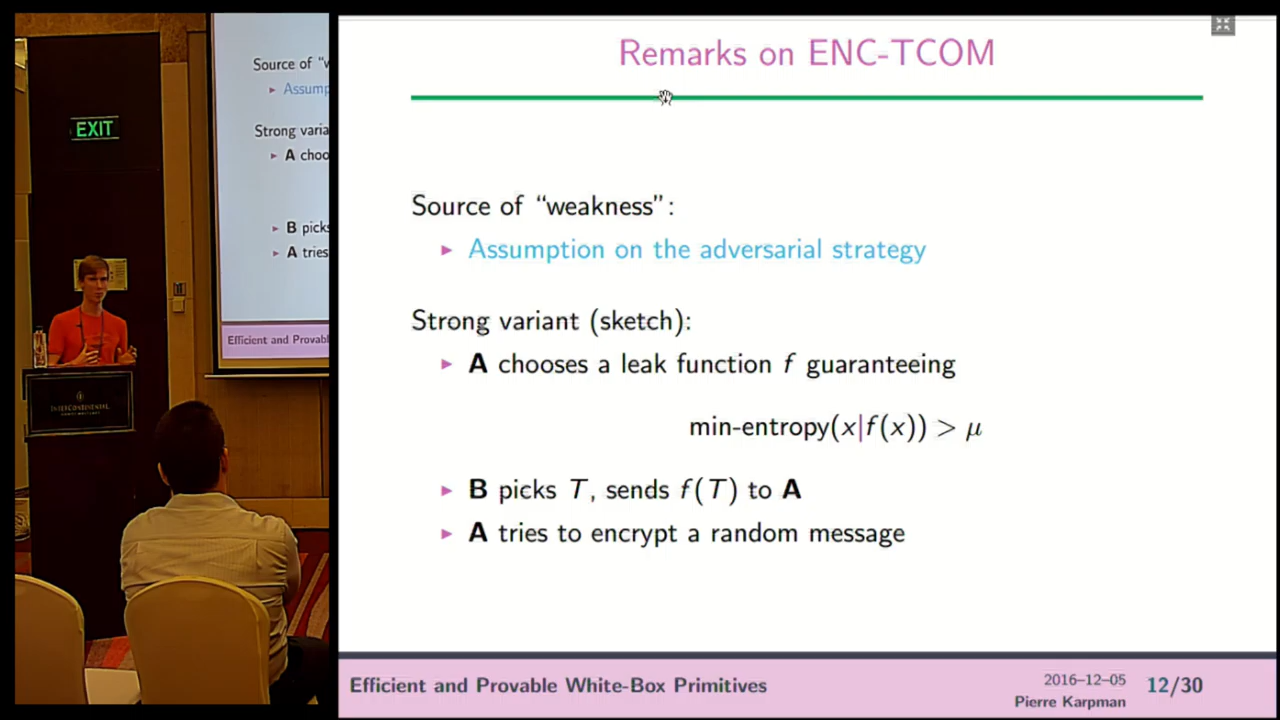 EXIT
Source of "w
▸ Assump
Strong varia
▸ A choo
▸ B picks
▸ A tries
Efficient and Provabl
INTERCONTINENTAL
Remarks on ENC-TCOM
Source of “weakness”:
▸ Assumption on the adversarial strategy
Strong variant (sketch):
▸ A chooses a leak function f guaranteeing
min-entropy(x|f(x)) > μ
▸ B picks T, sends f(T) to A
▸ A tries to encrypt a random message
Efficient and Provable White-Box Primitives
2016–12–05
Pierre Karpman
12/30